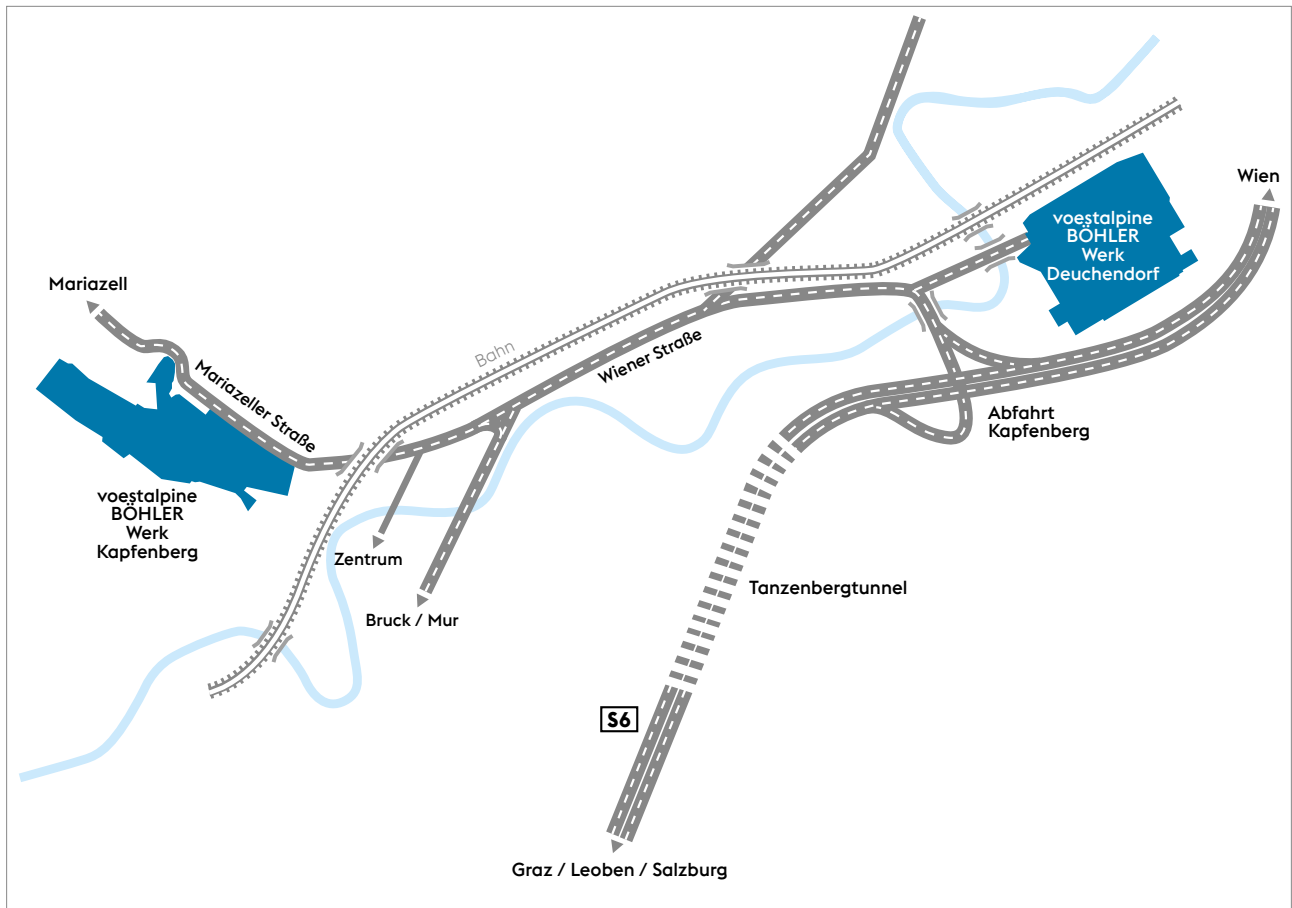 Wien
voestalpine
BÖHLER
Werk
Deuchendorf
Mariazell
Bahn
Wiener Straße
Mariazeller Straße
Abfahrt
Kapfenberg
voestalpine
BÖHLER
Werk
Kapfenberg
Zentrum
Tanzenbergtunnel
Bruck / Mur
S6
Graz / Leoben / Salzburg